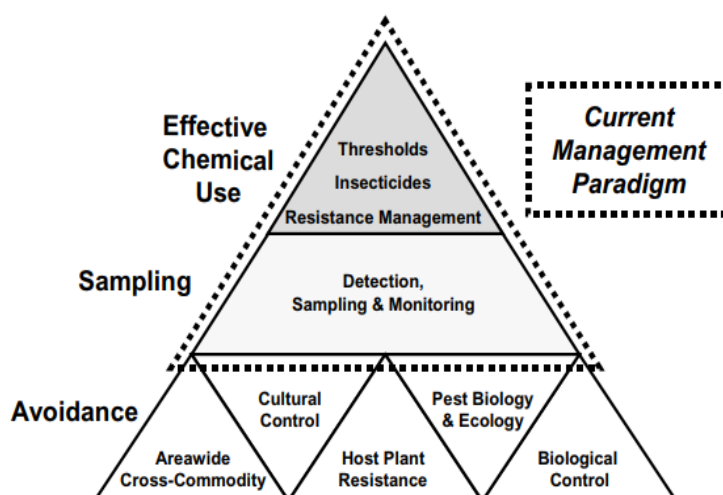 Effective
Chemical
Use
Thresholds
Insecticides
Resistance Management
Current
Management
Paradigm
Sampling
Detection,
Sampling & Monitoring
Avoidance
Cultural
Control
Pest Biology
& Ecology
Areawide
Cross-Commodity
Host Plant
Resistance
Biological
Control